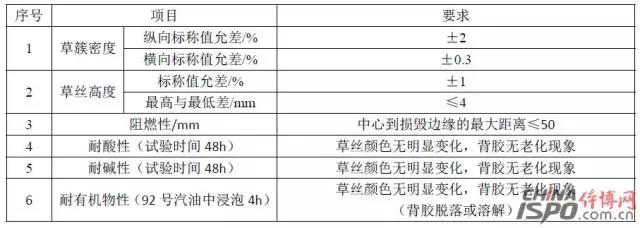 序号 项目 要求
1 草簇密度 纵向标称值允差/% ±2
横向标称值允差/% ±0.3
2 草丝高度 标称值允差/% ±1
最高与最低差/mm ≤4
3 阻燃性/mm 中心到损毁边缘的最大距离≤50
4 耐酸性（试验时间 48h） 草丝颜色无明显变化，背胶无老化现象
5 耐碱性（试验时间 48h） 草丝颜色无明显变化，背胶无老化现象
6 耐有机物性（92 号汽油中浸泡 4h） 草丝颜色无明显变化，背胶无老化现象
（背胶脱落或溶解）
CHINA
ISPO 体博网
.com